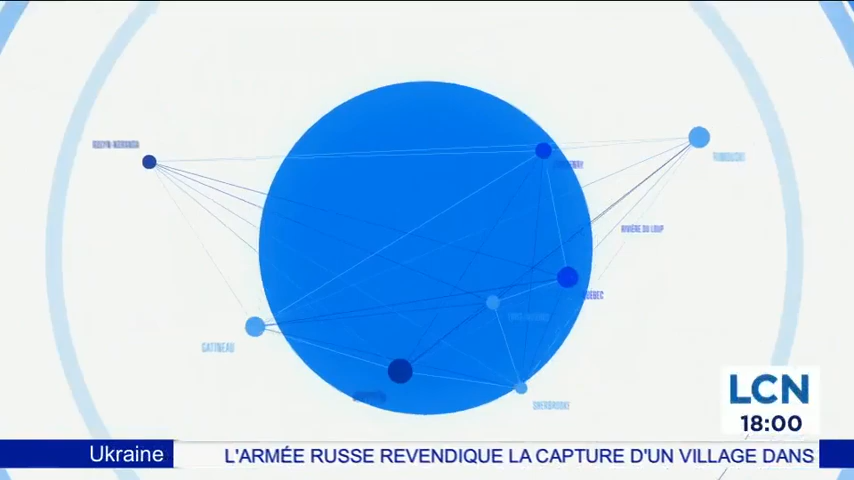 ROUYN-NORANDA
RIMOUSKI
RIVIÈRE DU LOUP
QUÉBEC
GATINEAU
SHERBROOKE
LCN
18:00
Ukraine
L'ARMÉE RUSSE REVENDIQUE LA CAPTURE D'UN VILLAGE DANS